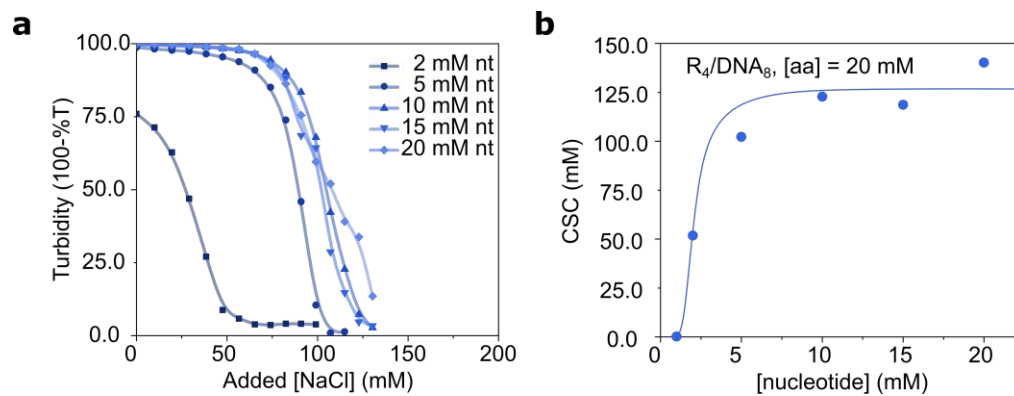 a
100.0
75.0
50.0
25.0
0.0
Turbidity (100-%T)
0
50
100
150
200
Added [NaCl] (mM)
2 mM nt
5 mM nt
10 mM nt
15 mM nt
20 mM nt
b
150.0
125.0
100.0
75.0
50.0
25.0
0.0
CSC (mM)
R₄/DNA₈, [aa] = 20 mM
0
5
10
15
20
[nucleotide] (mM)